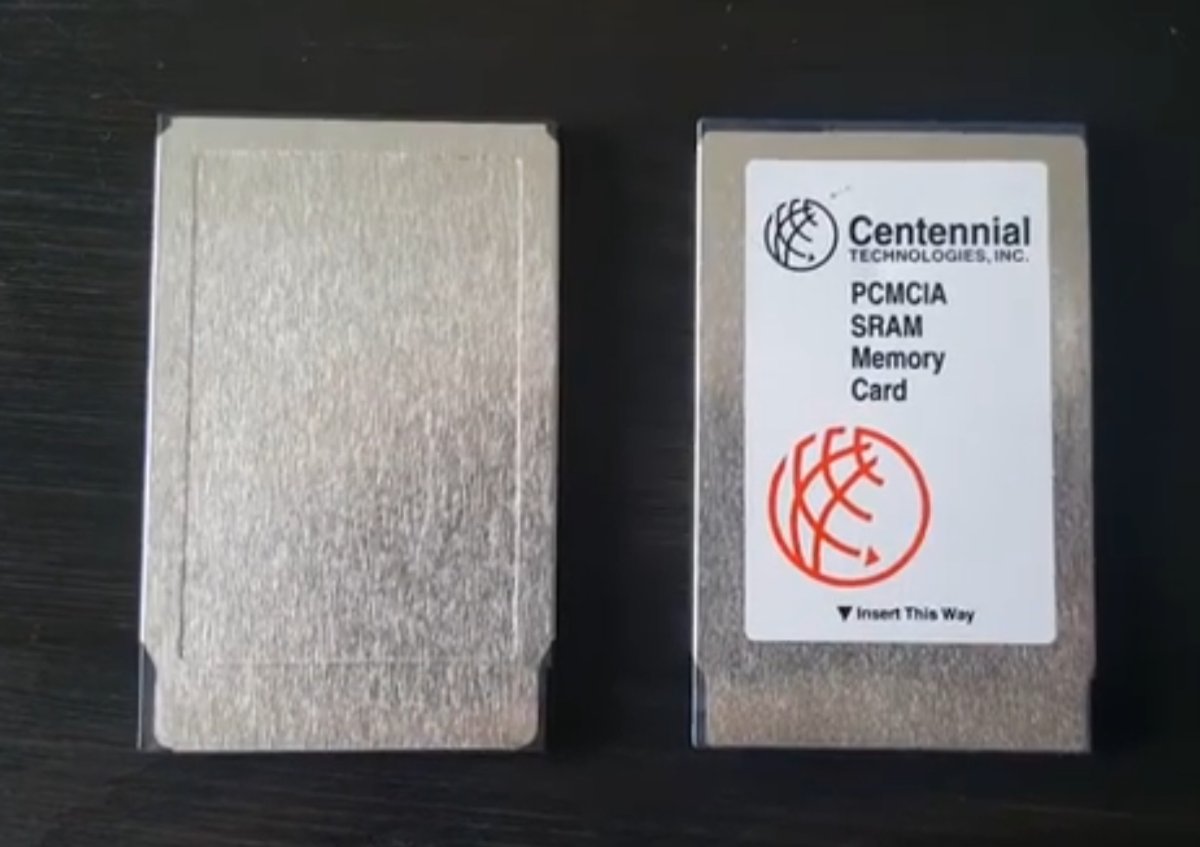 Centennial
TECHNOLOGIES, INC.
PCMCIA
SRAM
Memory
Card
Insert This Way